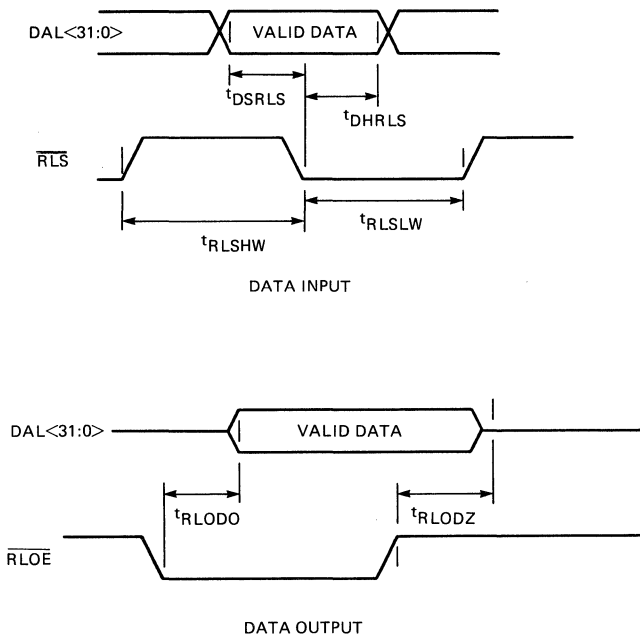 DAL<31:0>
VALID DATA
tDSRLS
tDHRLS
RLS
tRLSHW
tRLSLW
DATA INPUT
DAL<31:0>
VALID DATA
tRLODO
tRLODZ
RLOE
DATA OUTPUT